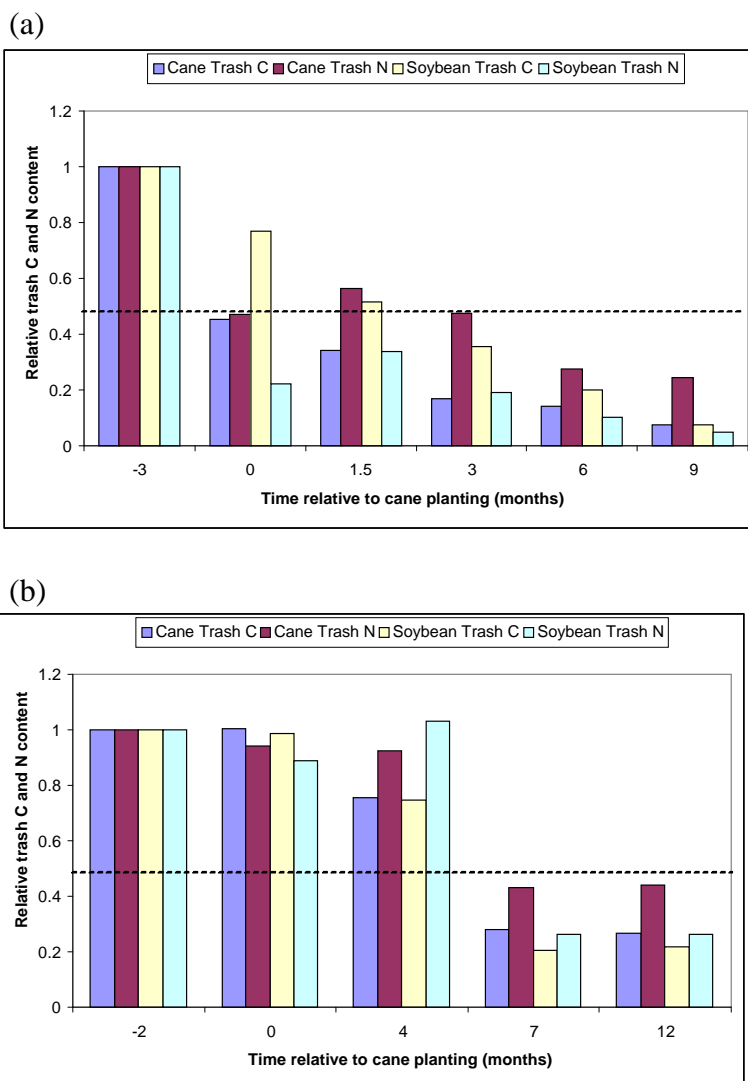 (a)
Cane Trash C Cane Trash N Soybean Trash C Soybean Trash N
1.2
1
0.8
0.6
0.4
0.2
0
Relative trash C and N content
-3 0 1.5 3 6 9
Time relative to cane planting (months)
(b)
Cane Trash C Cane Trash N Soybean Trash C Soybean Trash N
1.2
1
0.8
0.6
0.4
0.2
0
Relative trash C and N content
-2 0 4 7 12
Time relative to cane planting (months)